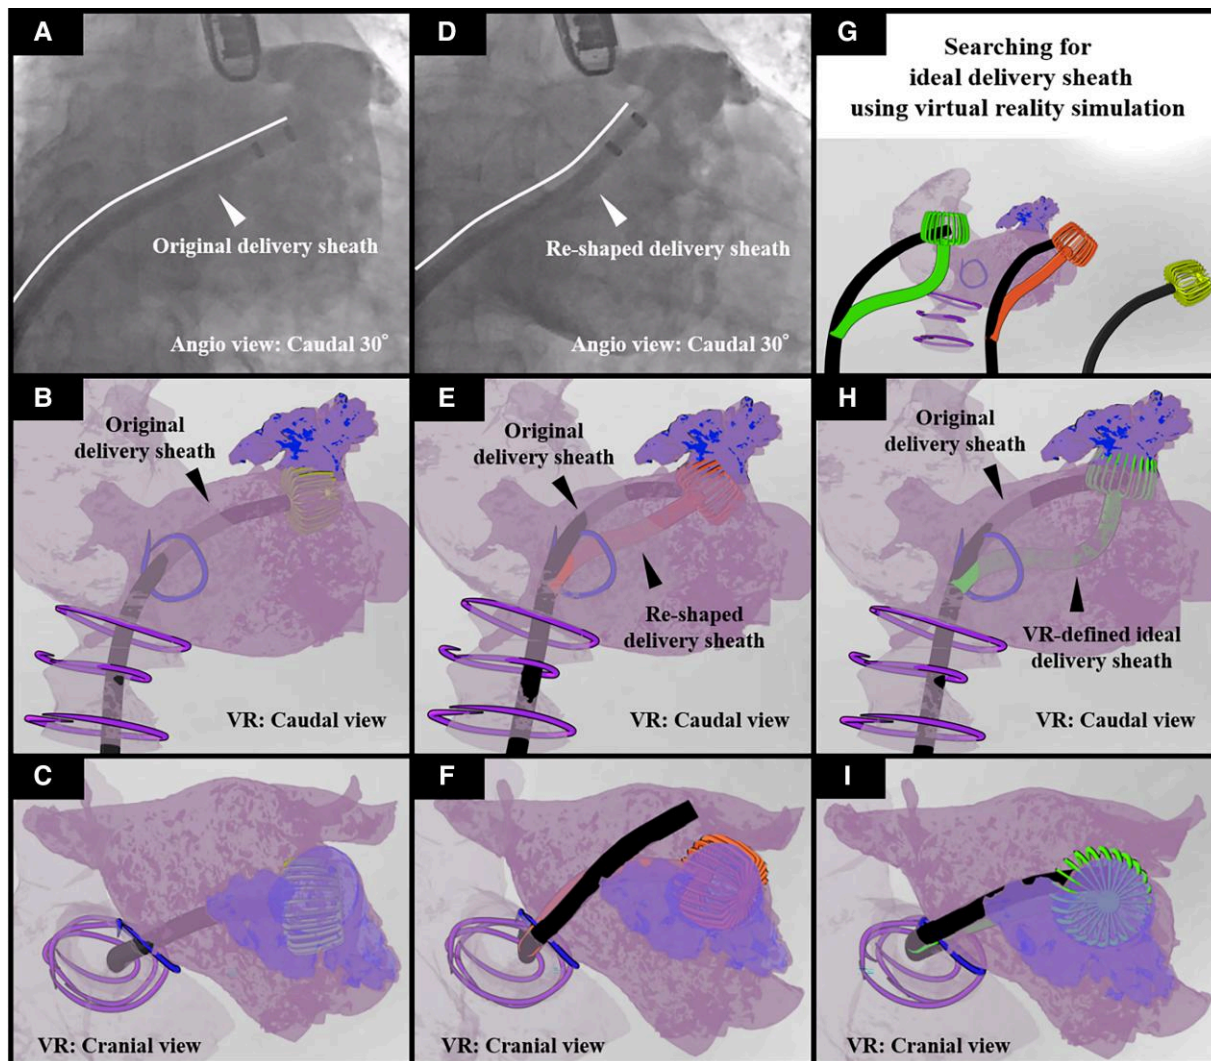 A
Original delivery sheath
Angio view: Caudal 30°
D
Re-shaped delivery sheath
Angio view: Caudal 30°
G
Searching for
ideal delivery sheath
using virtual reality simulation
B
Original
delivery sheath
VR: Caudal view
E
Original
delivery sheath
Re-shaped
delivery sheath
VR: Caudal view
H
Original
delivery sheath
VR-defined ideal
delivery sheath
VR: Caudal view
C
VR: Cranial view
F
VR: Cranial view
I
VR: Cranial view